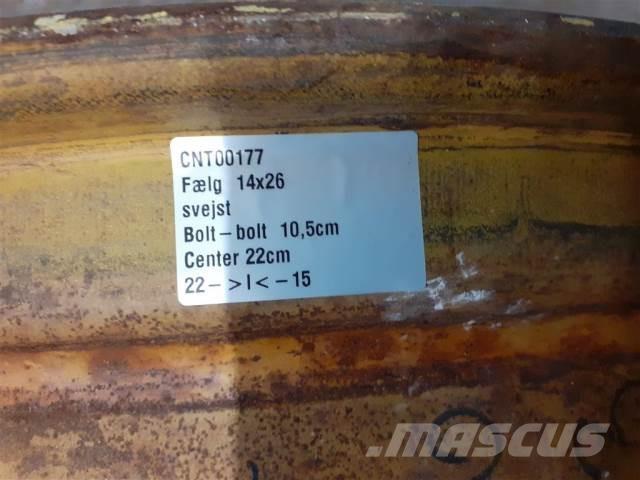 CNT00177
Fælg 14x26
svejst
Bolt-bolt 10,5cm
Center 22cm
22->I<-15
.MASCUS